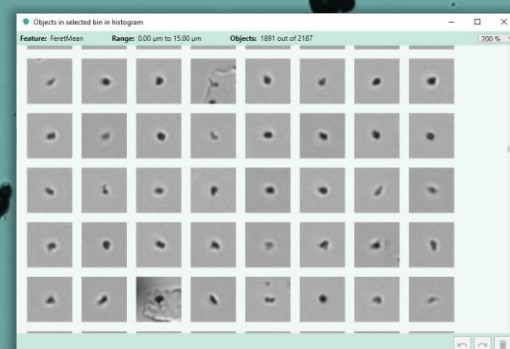 Objects in selected bin in histogram
Feature: FeretMean Range: 0.00 µm to 15.00 µm Objects: 1891 out of 2187 200 %